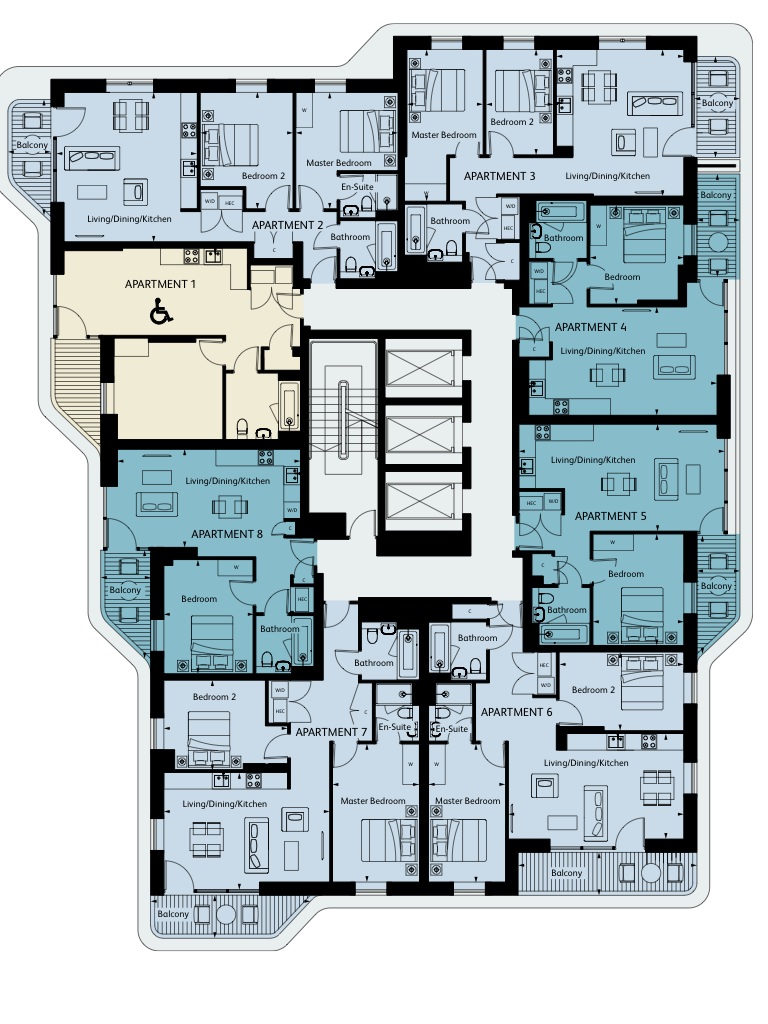 W
Balcony
Master Bedroom
Bedroom 2
Living/Dining/Kitchen
Balcony
APARTMENT 3
W
W/D
HEC
Bathroom
C
W
Bedroom 2
Master Bedroom
En-Suite
W/D
HEC
Living/Dining/Kitchen
APARTMENT 2
C
Bathroom
Balcony
Bathroom
W
Bedroom
W/D
HEC
APARTMENT 4
Living/Dining/Kitchen
C
APARTMENT 1
Living/Dining/Kitchen
APARTMENT 5
HEC
W/D
W
C
Bedroom
Bathroom
Balcony
Living/Dining/Kitchen
W/D
C
APARTMENT 8
W
C
Bedroom
HEC
Bathroom
Balcony
C
Bathroom
HEC
W/D
Bedroom 2
APARTMENT 6
En-Suite
Living/Dining/Kitchen
W
Master Bedroom
Balcony
Bathroom
Bedroom 2
W/D
HEC
C
APARTMENT 7
En-Suite
W
Living/Dining/Kitchen
Master Bedroom
Balcony